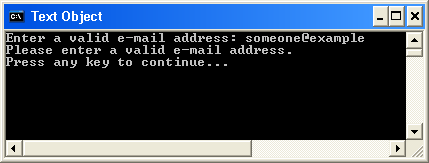 Text Object
Enter a valid e-mail address: someone@example
Please enter a valid e-mail address.
Press any key to continue...